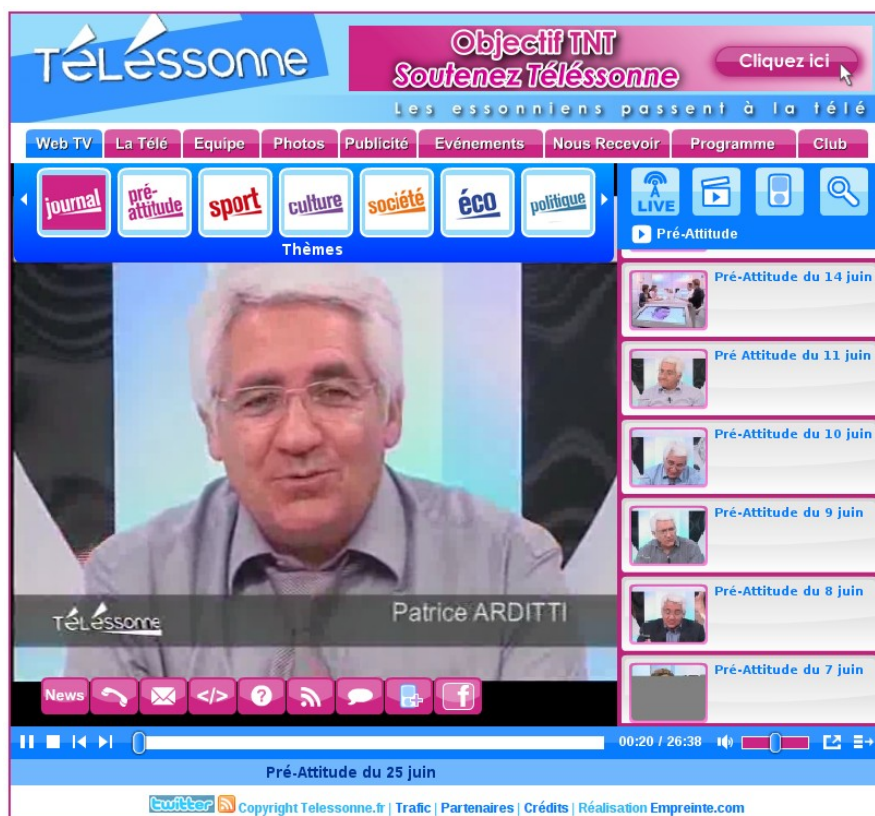 TéLéssonne
Objectif TNT
Soutenez Téléssonne
Cliquez ici
Les essonniens passent à la télé
Web TV La Télé Equipe Photos Publicité Evénements Nous Recevoir Programme Club
journal pré-attitude sport culture société éco politique
Thèmes
LIVE
Pré-Attitude
Pré-Attitude du 14 juin
Pré Attitude du 11 juin
Pré-Attitude du 10 juin
Pré-Attitude du 9 juin
Pré-Attitude du 8 juin
Pré-Attitude du 7 juin
TéLéssonne
Patrice ARDITTI
News </> ? f
00:20 / 26:38
Pré-Attitude du 25 juin
twitter Copyright Telessonne.fr | Trafic | Partenaires | Crédits | Réalisation Empreinte.com